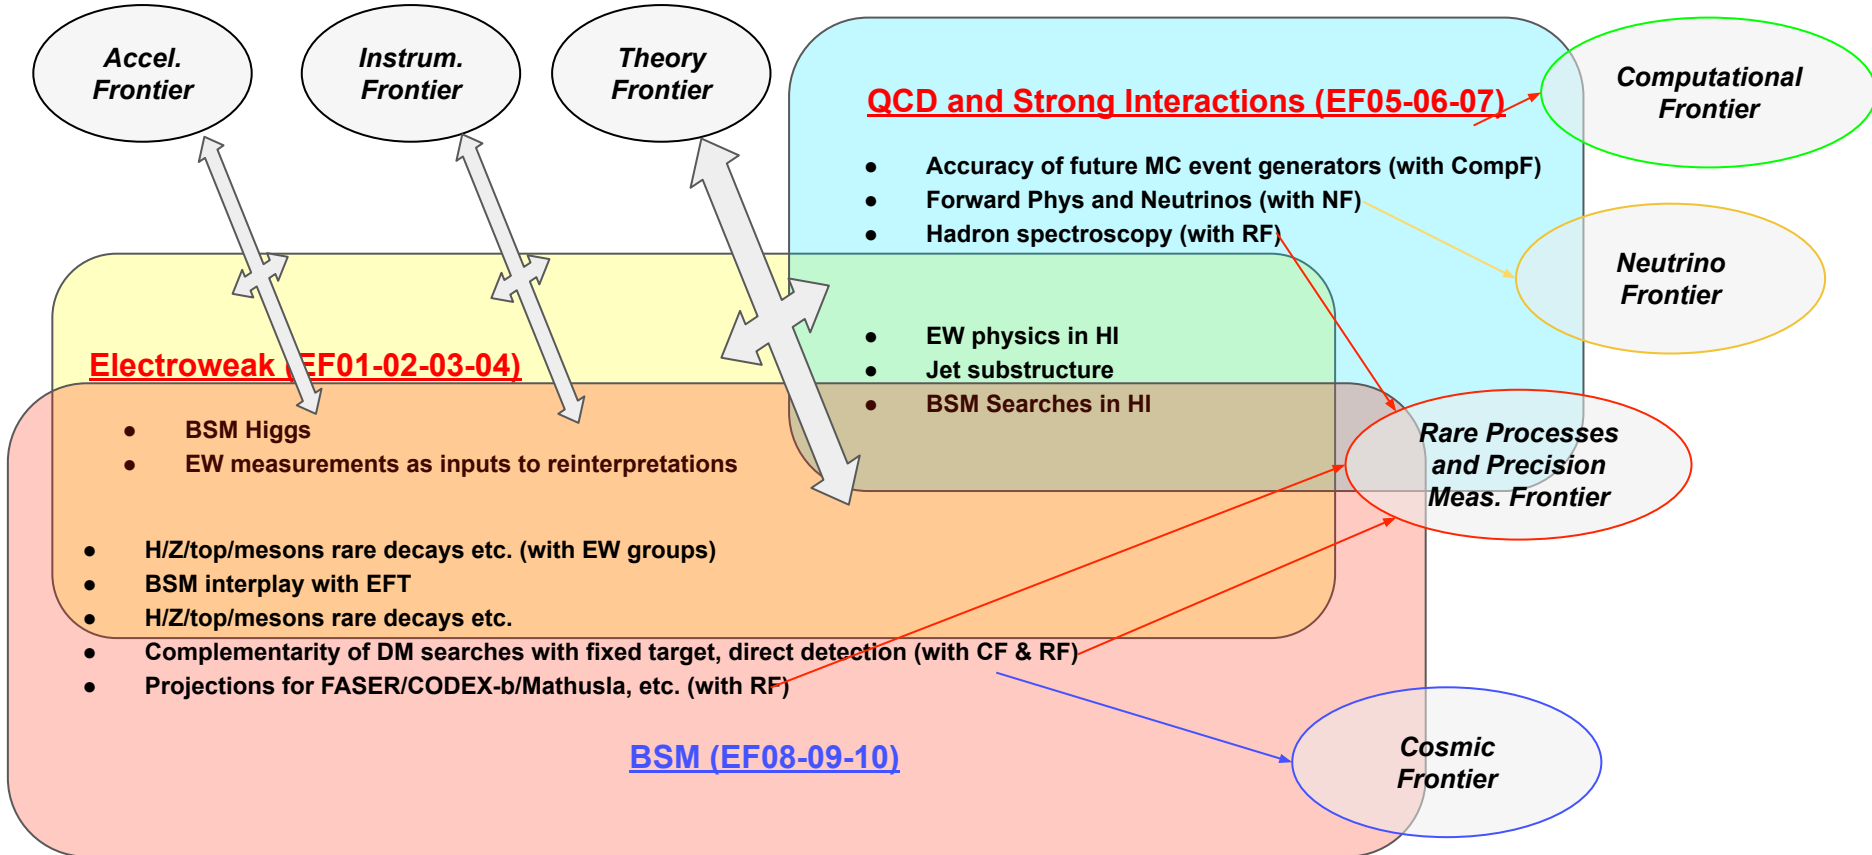 Accel.
Frontier
Instrum.
Frontier
Theory
Frontier
QCD and Strong Interactions (EF05-06-07)
Computational
Frontier
● Accuracy of future MC event generators (with CompF)
● Forward Phys and Neutrinos (with NF)
● Hadron spectroscopy (with RF)
Neutrino
Frontier
● EW physics in HI
● Jet substructure
● BSM Searches in HI
Electroweak (EF01-02-03-04)
● BSM Higgs
● EW measurements as inputs to reinterpretations
Rare Processes
and Precision
Meas. Frontier
● H/Z/top/mesons rare decays etc. (with EW groups)
● BSM interplay with EFT
● H/Z/top/mesons rare decays etc.
● Complementarity of DM searches with fixed target, direct detection (with CF & RF)
● Projections for FASER/CODEX-b/Mathusla, etc. (with RF)
BSM (EF08-09-10)
Cosmic
Frontier